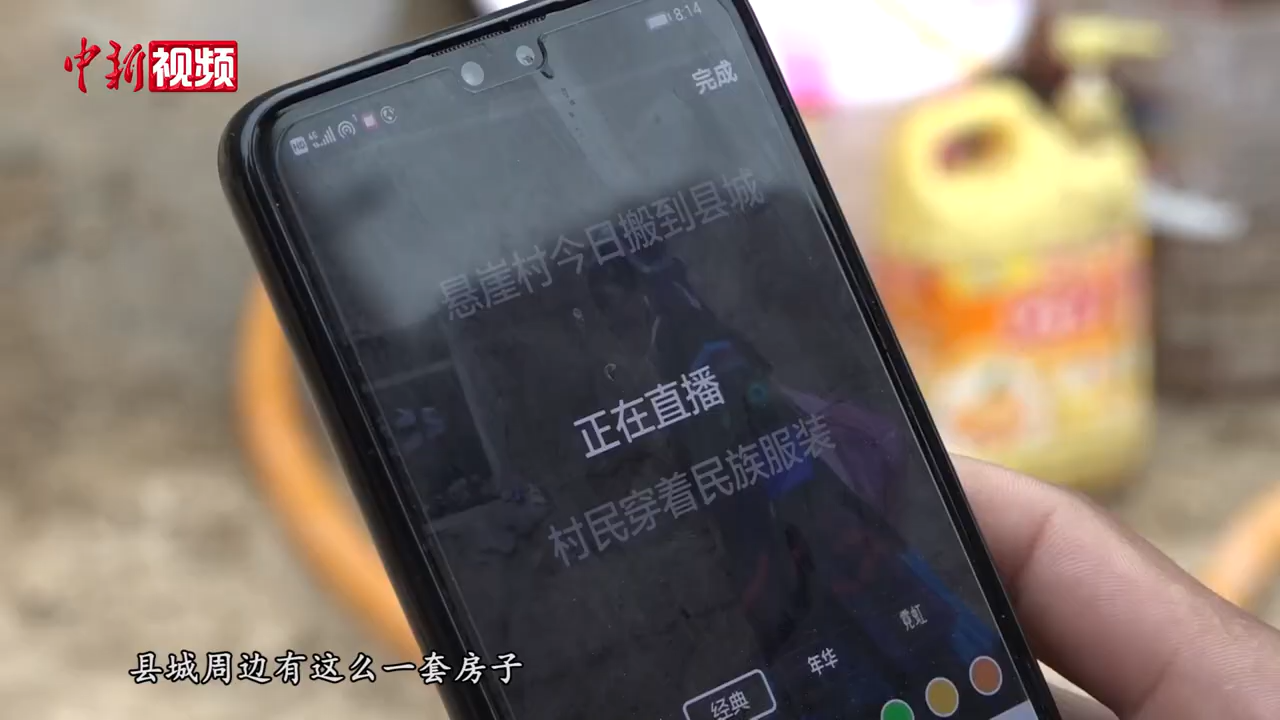 中新视频
8:14
完成
悬崖村今日搬到县城
正在直播
村民穿着民族服装
霓虹
年华
经典
县城周边有这么一套房子